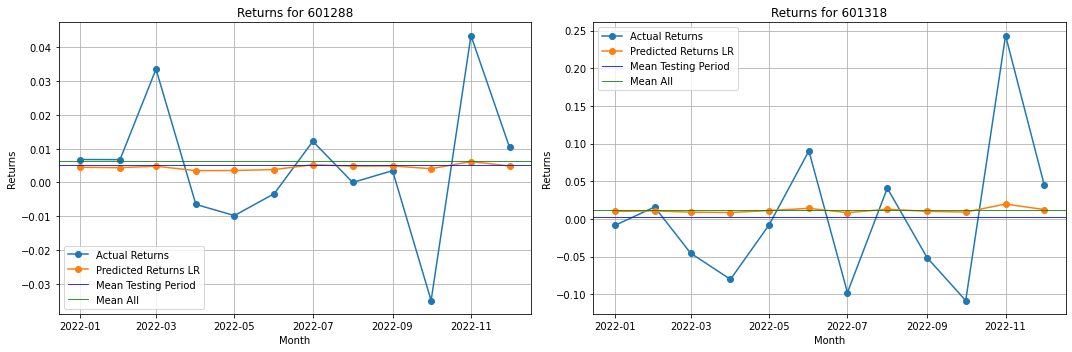 Returns for 601288
0.04
0.03
0.02
0.01
0.00
−0.01
−0.02
−0.03
Returns
Actual Returns
Predicted Returns LR
Mean Testing Period
Mean All
2022-01
2022-03
2022-05
2022-07
2022-09
2022-11
Month
Returns for 601318
0.25
0.20
0.15
0.10
0.05
0.00
−0.05
−0.10
Returns
Actual Returns
Predicted Returns LR
Mean Testing Period
Mean All
2022-01
2022-03
2022-05
2022-07
2022-09
2022-11
Month